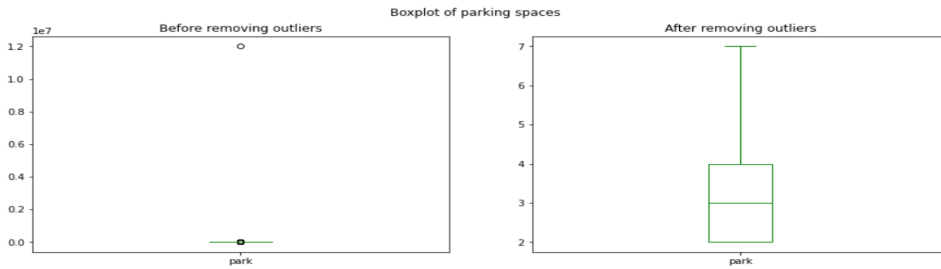 Boxplot of parking spaces
Before removing outliers
1e7
1.2
1.0
0.8
0.6
0.4
0.2
0.0
park
After removing outliers
7
6
5
4
3
2
park